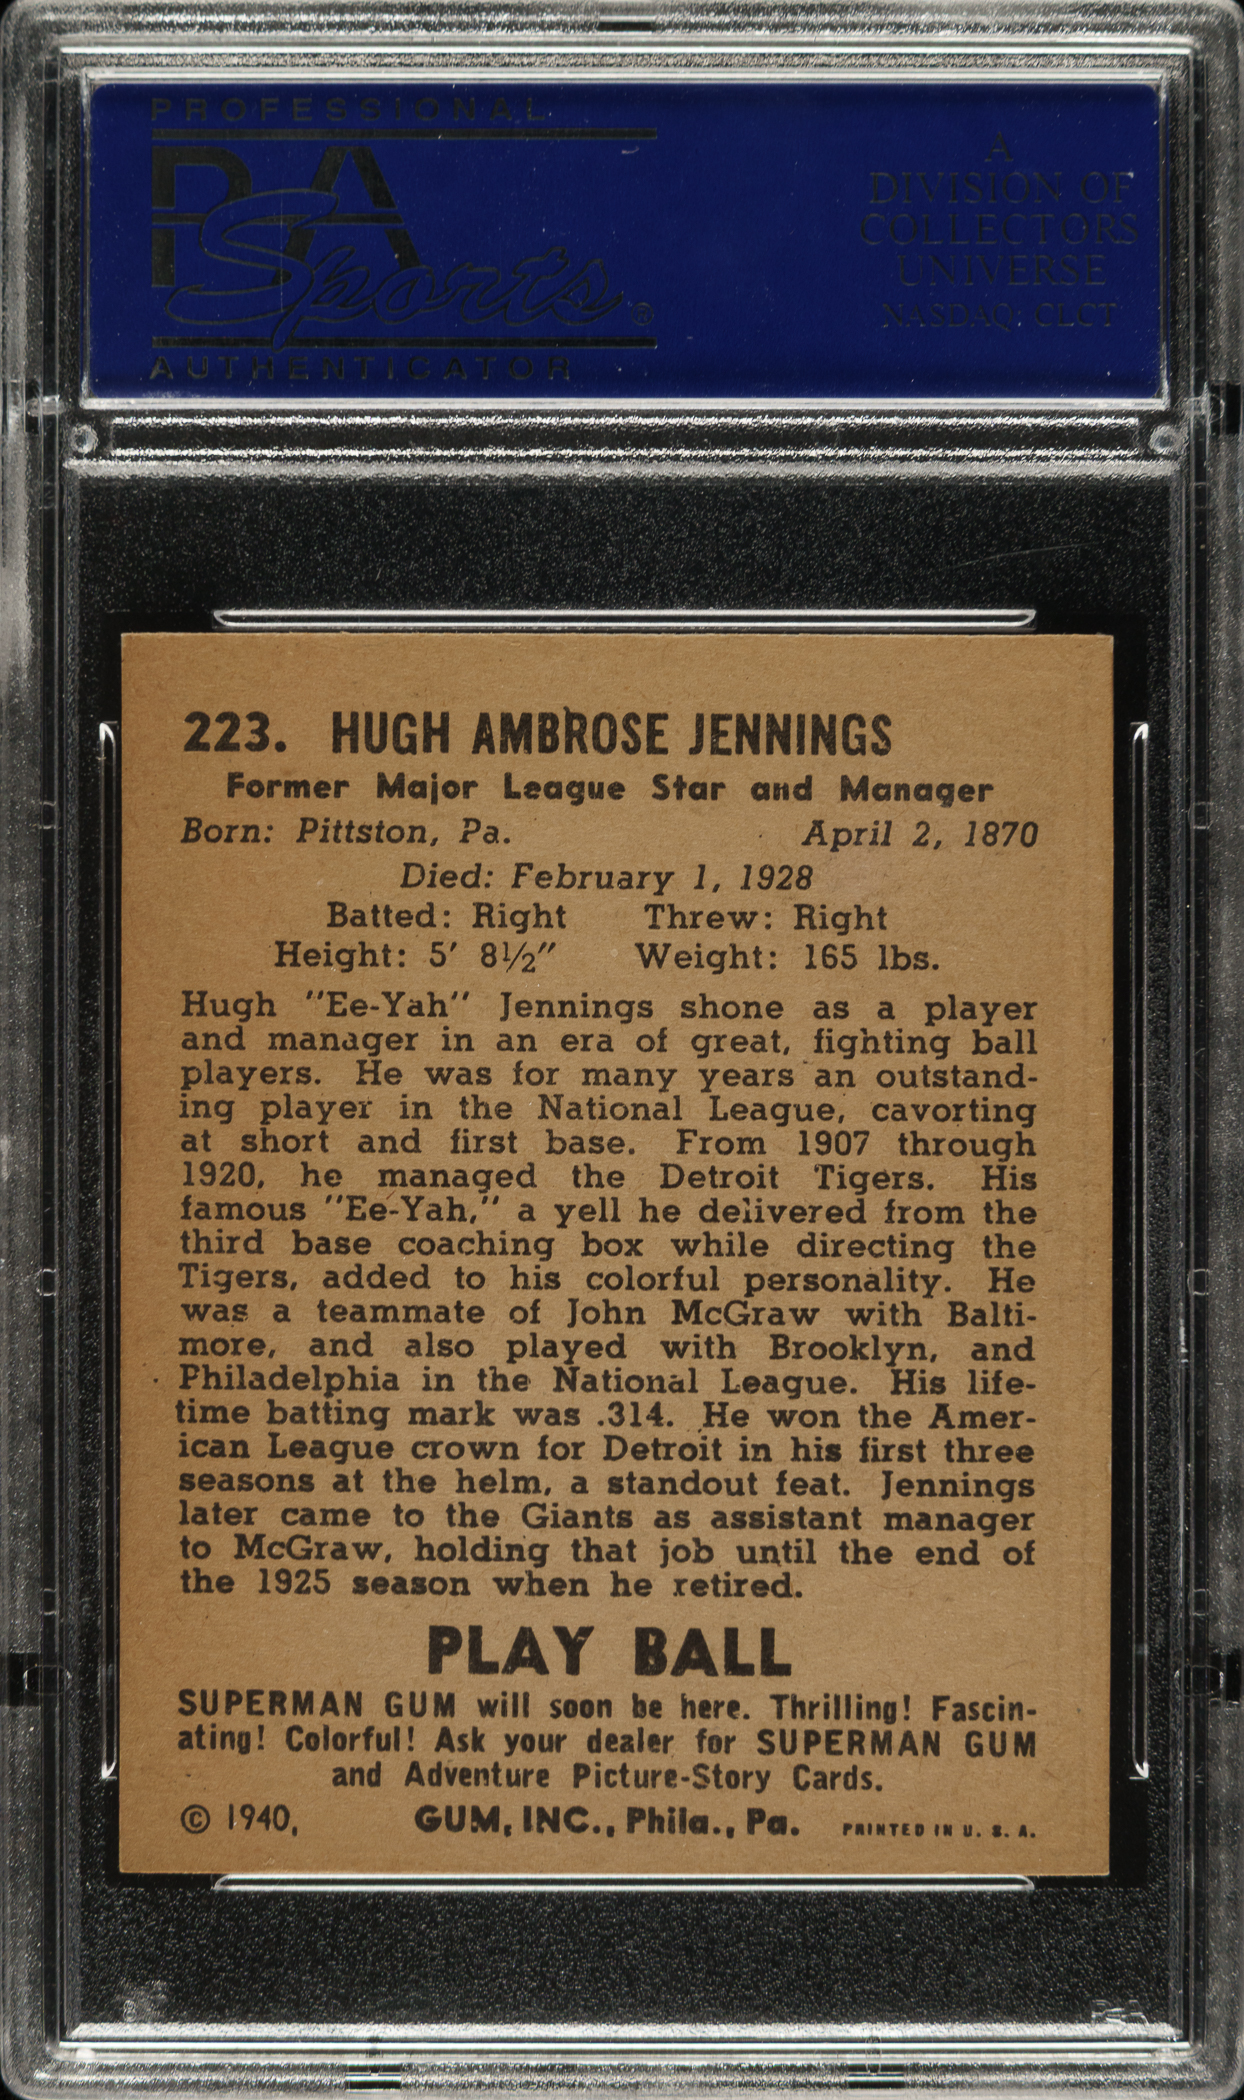 PROFESSIONAL
PSA
Sports ®
AUTHENTICATOR
A
DIVISION OF
COLLECTORS
UNIVERSE
NASDAQ: CLCT
223. HUGH AMBROSE JENNINGS
Former Major League Star and Manager
Born: Pittston, Pa. April 2, 1870
Died: February 1, 1928
Batted: Right Threw: Right
Height: 5′ 8½″ Weight: 165 lbs.
Hugh "Ee-Yah" Jennings shone as a player
and manager in an era of great, fighting ball
players. He was for many years an outstand-
ing player in the National League, cavorting
at short and first base. From 1907 through
1920, he managed the Detroit Tigers. His
famous "Ee-Yah," a yell he delivered from the
third base coaching box while directing the
Tigers, added to his colorful personality. He
was a teammate of John McGraw with Balti-
more, and also played with Brooklyn, and
Philadelphia in the National League. His life-
time batting mark was .314. He won the Amer-
ican League crown for Detroit in his first three
seasons at the helm, a standout feat. Jennings
later came to the Giants as assistant manager
to McGraw, holding that job until the end of
the 1925 season when he retired.
PLAY BALL
SUPERMAN GUM will soon be here. Thrilling! Fascin-
ating! Colorful! Ask your dealer for SUPERMAN GUM
and Adventure Picture-Story Cards.
© 1940, GUM, INC., Phila., Pa. PRINTED IN U. S. A.
PSA